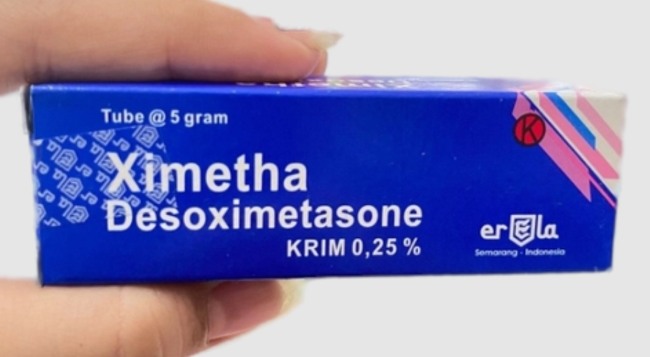 Tube @ 5 gram
K
Ximetha
Desoximetasone
KRIM 0,25 %
erela
Semarang - Indonesia